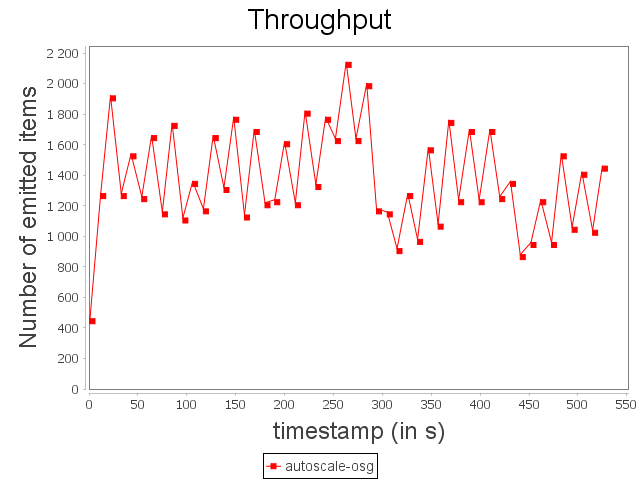 Throughput
Number of emitted items
2 200
2 000
1 800
1 600
1 400
1 200
1 000
800
600
400
200
0
0 50 100 150 200 250 300 350 400 450 500 550
timestamp (in s)
autoscale-osg